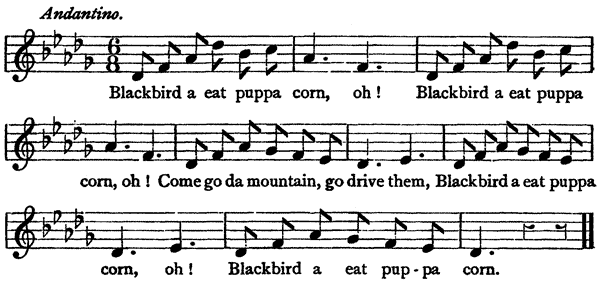 Andantino.
6
8
Blackbird a eat puppa corn, oh! Blackbird a eat puppa
corn, oh! Come go da mountain, go drive them, Blackbird a eat puppa
corn, oh! Blackbird a eat pup-pa corn.